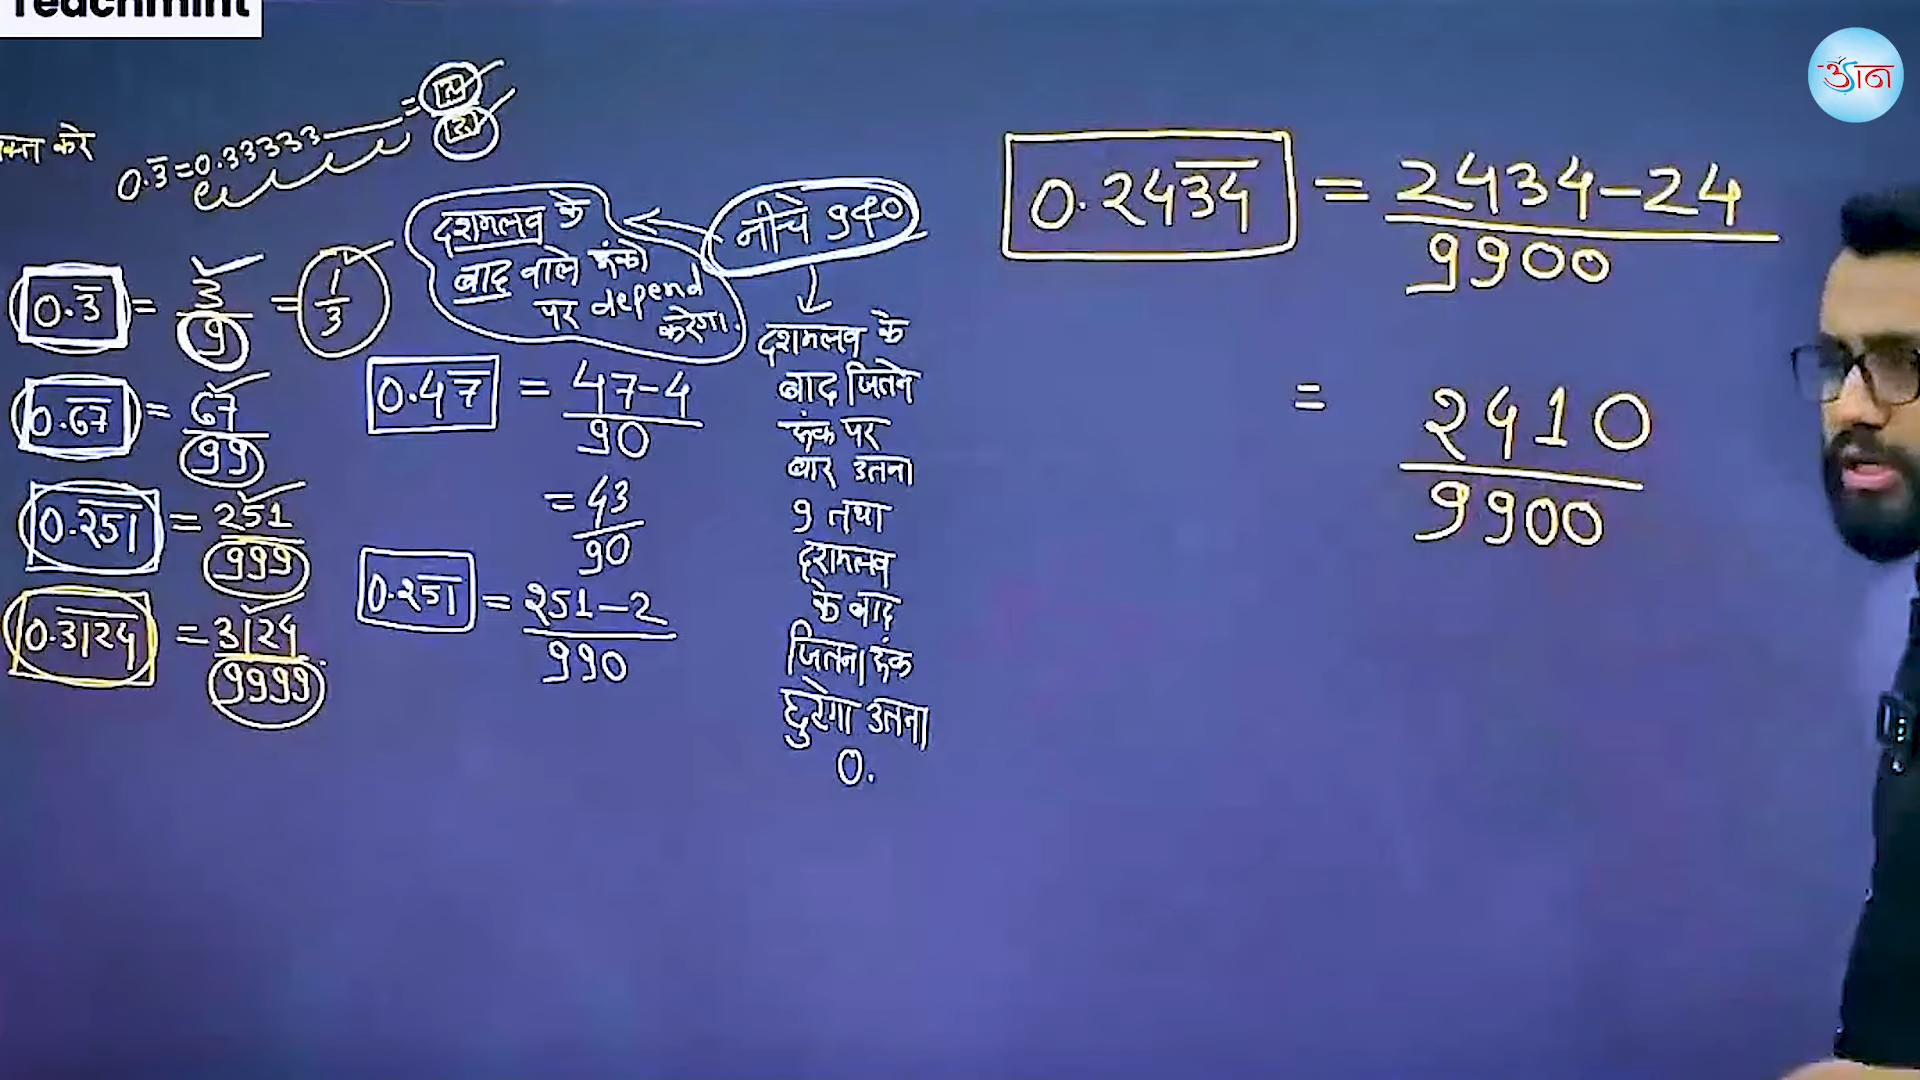 Teachmint
उड़ान
करे
0.3̅ = 0.33333
0.3̅ = 3/9 = 1/3
0.6̅7̅ = 67/99
0.2̅5̅1̅ = 251/999
0.3̅1̅2̅4̅ = 3124/9999
दशमलव के
बाद वाले अंको
पर depend
करेगा.
0.47̅ = 47-4/90
= 43/90
0.25̅1̅ = 251-2/990
नीचे 9 या 0
दशमलव के
बाद जितने
अंक पर
बार उतना
9 तथा
दशमलव
के बाद
जितना अंक
छुटेगा उतना
0.
0.243̅4̅ = 2434-24/9900
= 2410/9900